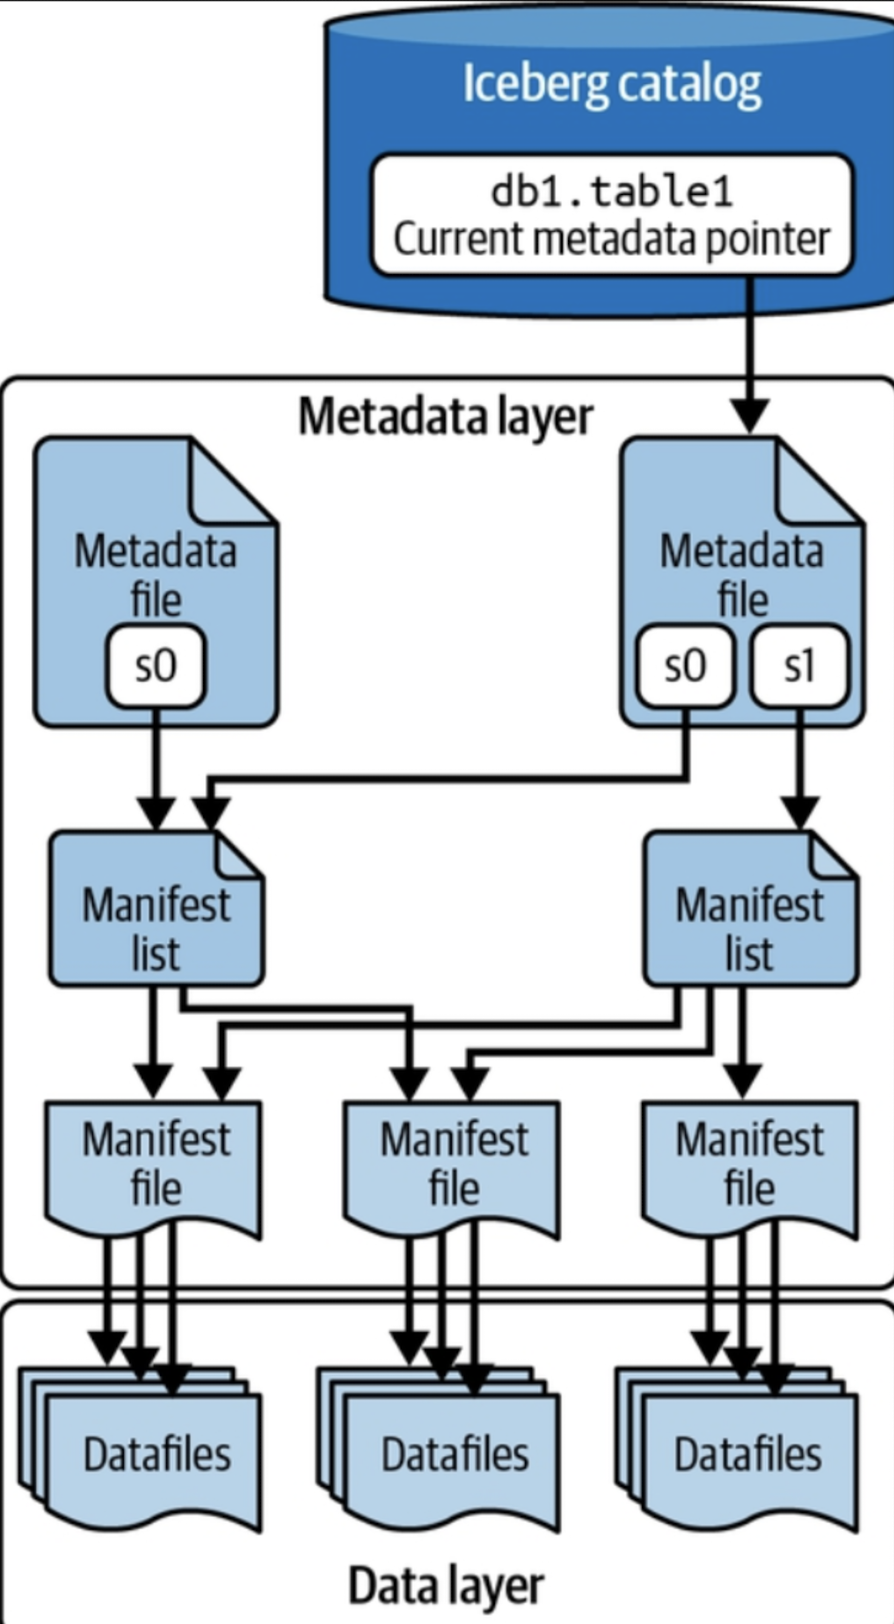 Iceberg catalog
db1.table1
Current metadata pointer
Metadata layer
Metadata
file
s0
Metadata
file
s0
s1
Manifest
list
Manifest
list
Manifest
file
Manifest
file
Manifest
file
Datafiles
Datafiles
Datafiles
Data layer